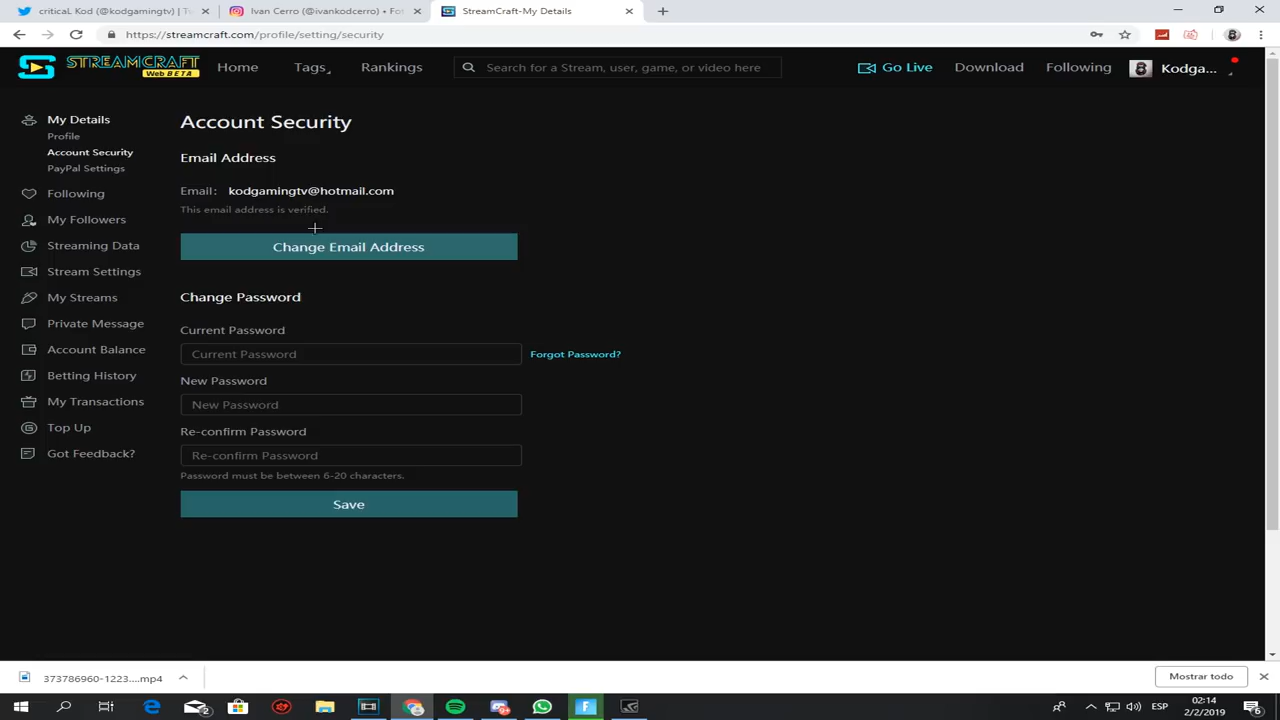 criticaL Kod (@kodgamingtv) | Tw
Ivan Cerro (@ivankodcerro) • Fot
StreamCraft-My Details
https://streamcraft.com/profile/setting/security
STREAMCRAFT
Web BETA
Home
Tags
Rankings
Search for a Stream, user, game, or video here
Go Live
Download
Following
Kodga...
My Details
Profile
Account Security
PayPal Settings
Following
My Followers
Streaming Data
Stream Settings
My Streams
Private Message
Account Balance
Betting History
My Transactions
Top Up
Got Feedback?
Account Security
Email Address
Email: kodgamingtv@hotmail.com
This email address is verified.
Change Email Address
Change Password
Current Password
Current Password
Forgot Password?
New Password
New Password
Re-confirm Password
Re-confirm Password
Password must be between 6-20 characters.
Save
373786960-1223....mp4
Mostrar todo
2
ESP
02:14
2/2/2019
6